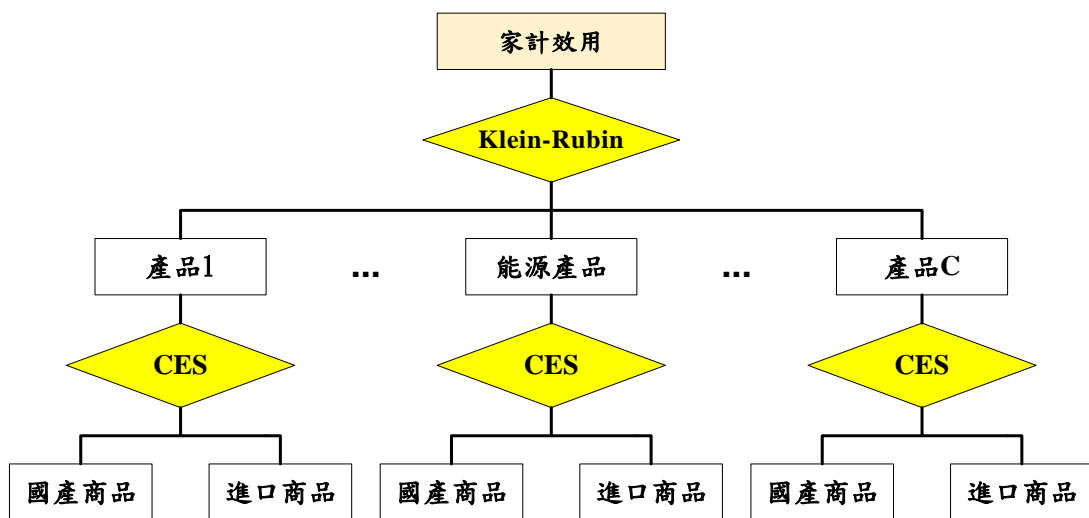 家計效用
Klein-Rubin
產品1
...
能源產品
...
產品C
CES
CES
CES
國產商品
進口商品
國產商品
進口商品
國產商品
進口商品